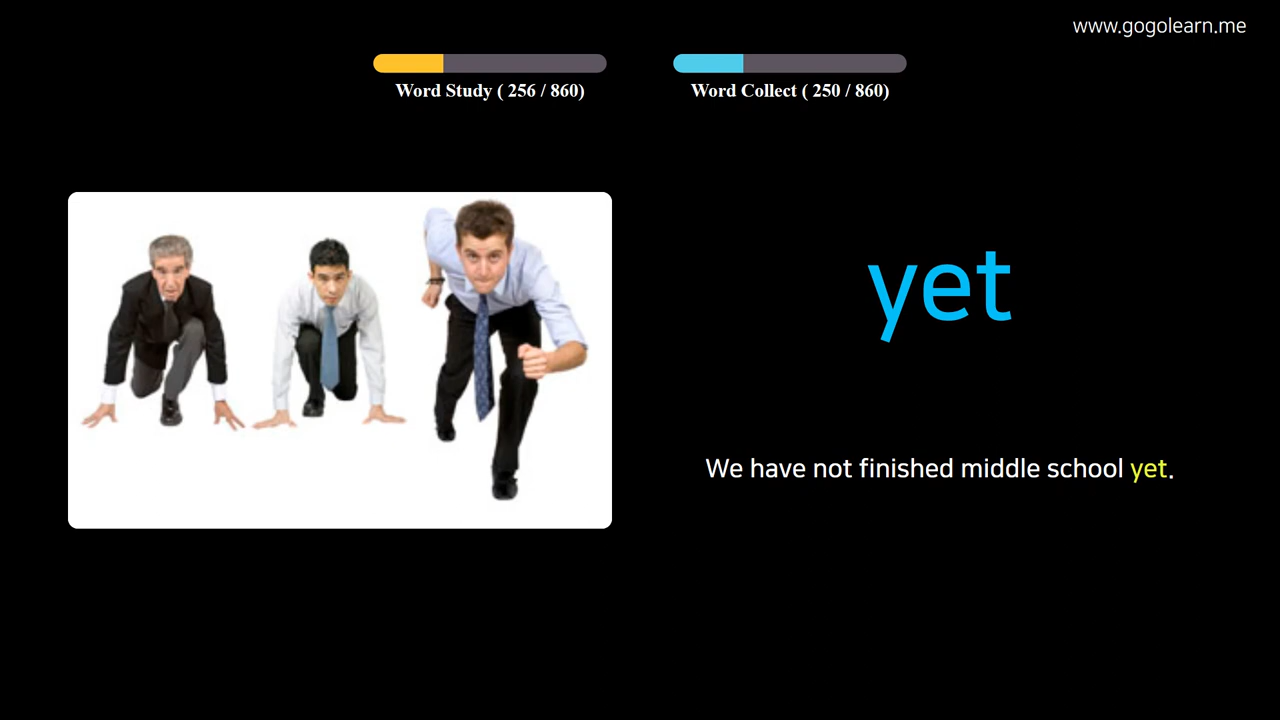 www.gogolearn.me
Word Study ( 256 / 860)
Word Collect ( 250 / 860)
yet
We have not finished middle school yet.